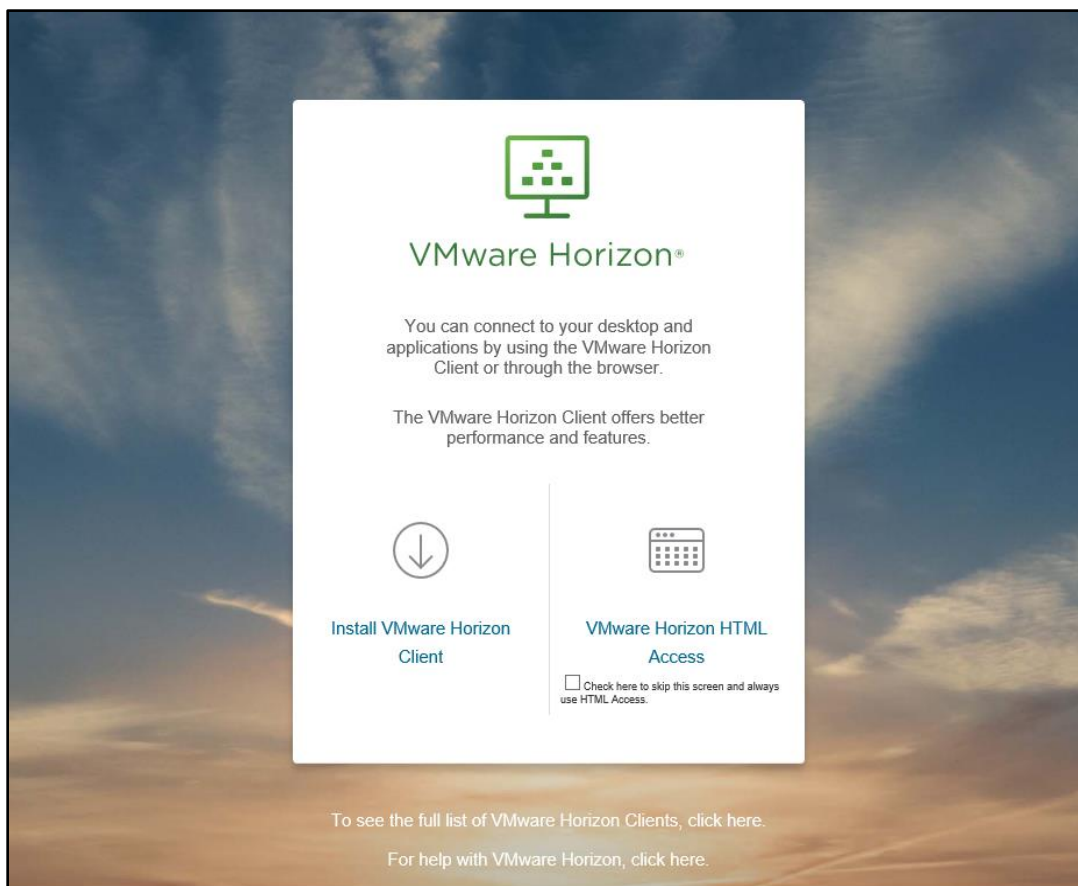 VMware Horizon®
You can connect to your desktop and
applications by using the VMware Horizon
Client or through the browser.
The VMware Horizon Client offers better
performance and features.
Install VMware Horizon
Client
VMware Horizon HTML
Access
Check here to skip this screen and always
use HTML Access.
To see the full list of VMware Horizon Clients, click here.
For help with VMware Horizon, click here.